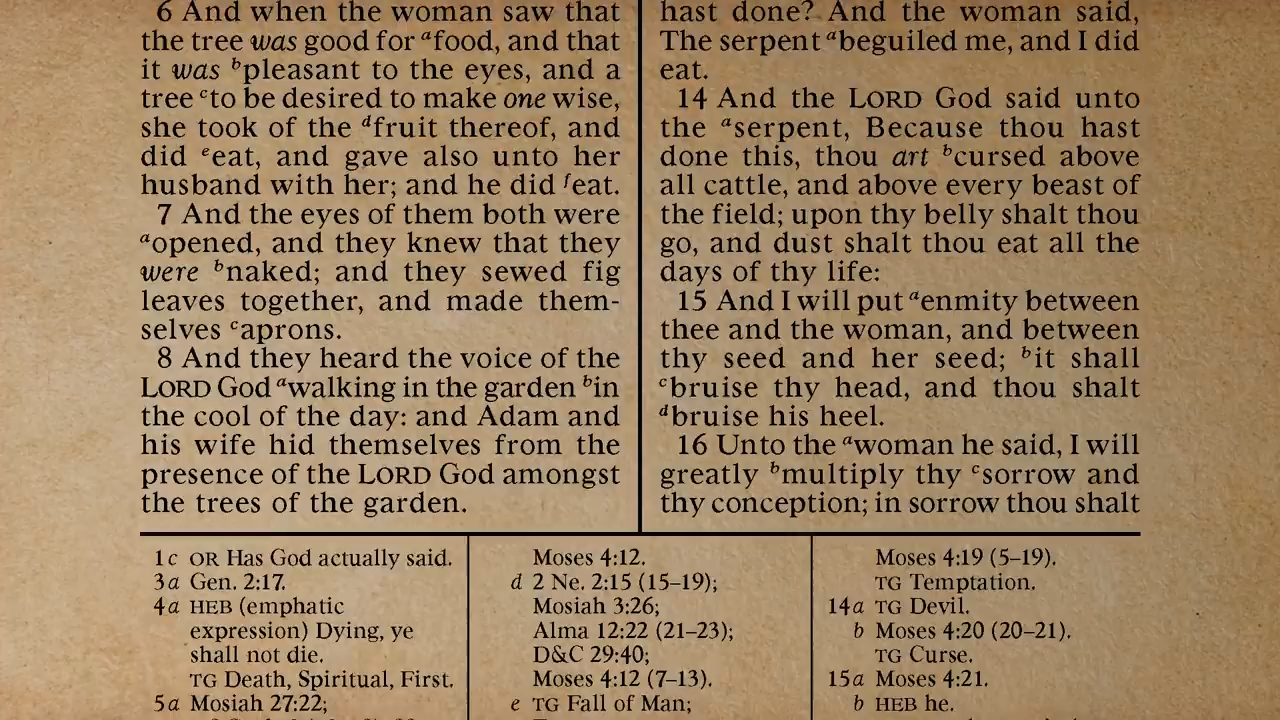 6 And when the woman saw that
the tree was good for ᵃfood, and that
it was ᵇpleasant to the eyes, and a
tree ᶜto be desired to make one wise,
she took of the ᵈfruit thereof, and
did ᵉeat, and gave also unto her
husband with her; and he did ᶠeat.
7 And the eyes of them both were
ᵃopened, and they knew that they
were ᵇnaked; and they sewed fig
leaves together, and made them-
selves ᶜaprons.
8 And they heard the voice of the
LORD God ᵃwalking in the garden ᵇin
the cool of the day: and Adam and
his wife hid themselves from the
presence of the LORD God amongst
the trees of the garden.
hast done? And the woman said,
The serpent ᵃbeguiled me, and I did
eat.
14 And the LORD God said unto
the ᵃserpent, Because thou hast
done this, thou art ᵇcursed above
all cattle, and above every beast of
the field; upon thy belly shalt thou
go, and dust shalt thou eat all the
days of thy life:
15 And I will put ᵃenmity between
thee and the woman, and between
thy seed and her seed; ᵇit shall
ᶜbruise thy head, and thou shalt
ᵈbruise his heel.
16 Unto the ᵃwoman he said, I will
greatly ᵇmultiply thy ᶜsorrow and
thy conception; in sorrow thou shalt
1c OR Has God actually said.
3a Gen. 2:17.
4a HEB (emphatic
expression) Dying, ye
shall not die.
TG Death, Spiritual, First.
5a Mosiah 27:22;
Moses 4:12.
d 2 Ne. 2:15 (15–19);
Mosiah 3:26;
Alma 12:22 (21–23);
D&C 29:40;
Moses 4:12 (7–13).
e TG Fall of Man;
Moses 4:19 (5–19).
TG Temptation.
14a TG Devil.
b Moses 4:20 (20–21).
TG Curse.
15a Moses 4:21.
b HEB he.